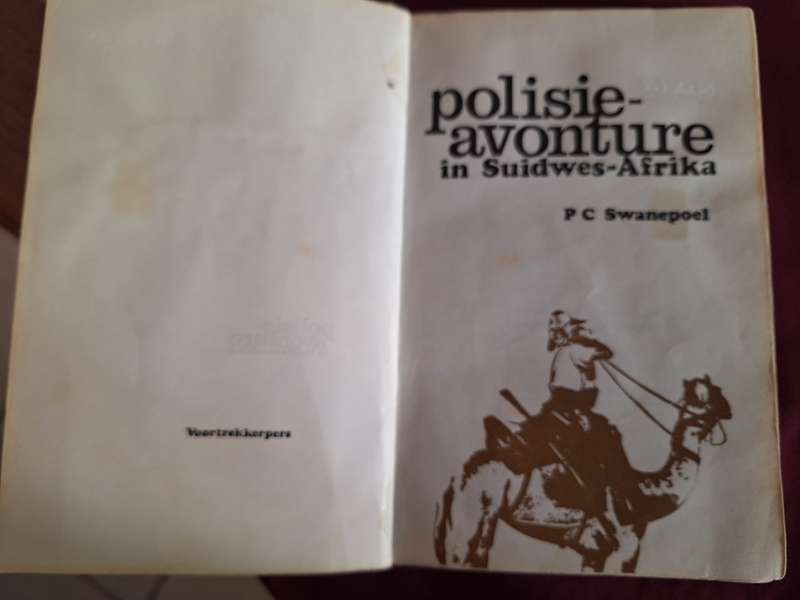 Voortrekkerpers
polisie-
avonture
in Suidwes-Afrika
P C Swanepoel